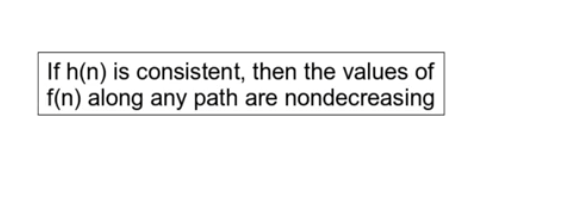 If h(n) is consistent, then the values of
f(n) along any path are nondecreasing